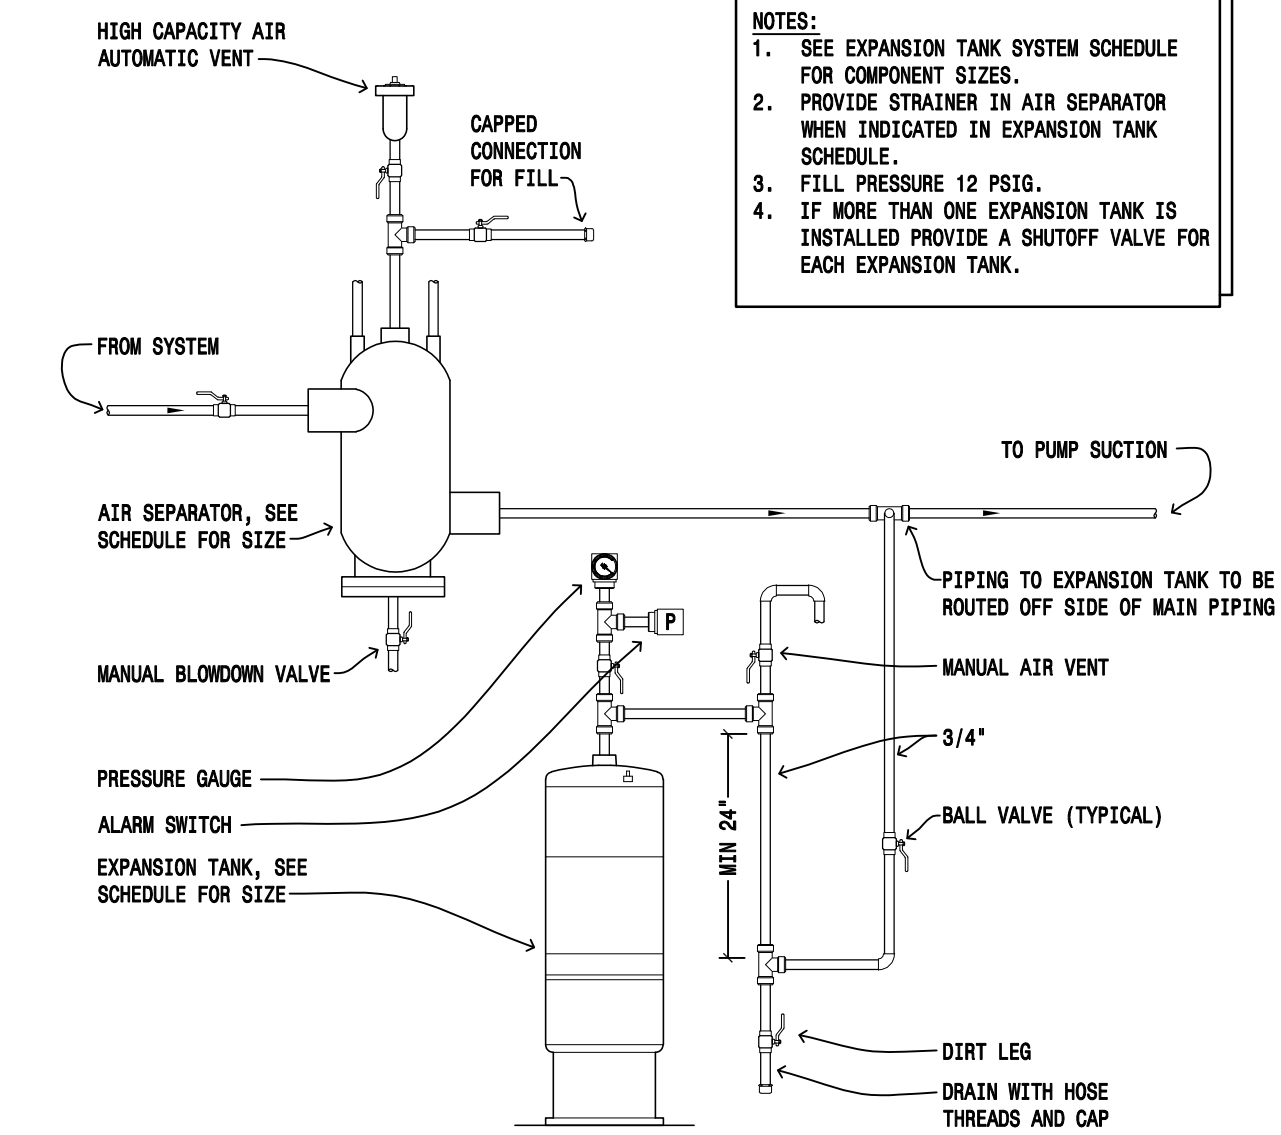 HIGH CAPACITY AIR
AUTOMATIC VENT
CAPPED
CONNECTION
FOR FILL
NOTES:
1. SEE EXPANSION TANK SYSTEM SCHEDULE
FOR COMPONENT SIZES.
2. PROVIDE STRAINER IN AIR SEPARATOR
WHEN INDICATED IN EXPANSION TANK
SCHEDULE.
3. FILL PRESSURE 12 PSIG.
4. IF MORE THAN ONE EXPANSION TANK IS
INSTALLED PROVIDE A SHUTOFF VALVE FOR
EACH EXPANSION TANK.
FROM SYSTEM
TO PUMP SUCTION
AIR SEPARATOR, SEE
SCHEDULE FOR SIZE
PIPING TO EXPANSION TANK TO BE
ROUTED OFF SIDE OF MAIN PIPING
P
MANUAL BLOWDOWN VALVE
MANUAL AIR VENT
3/4"
PRESSURE GAUGE
ALARM SWITCH
MIN 24"
BALL VALVE (TYPICAL)
EXPANSION TANK, SEE
SCHEDULE FOR SIZE
DIRT LEG
DRAIN WITH HOSE
THREADS AND CAP